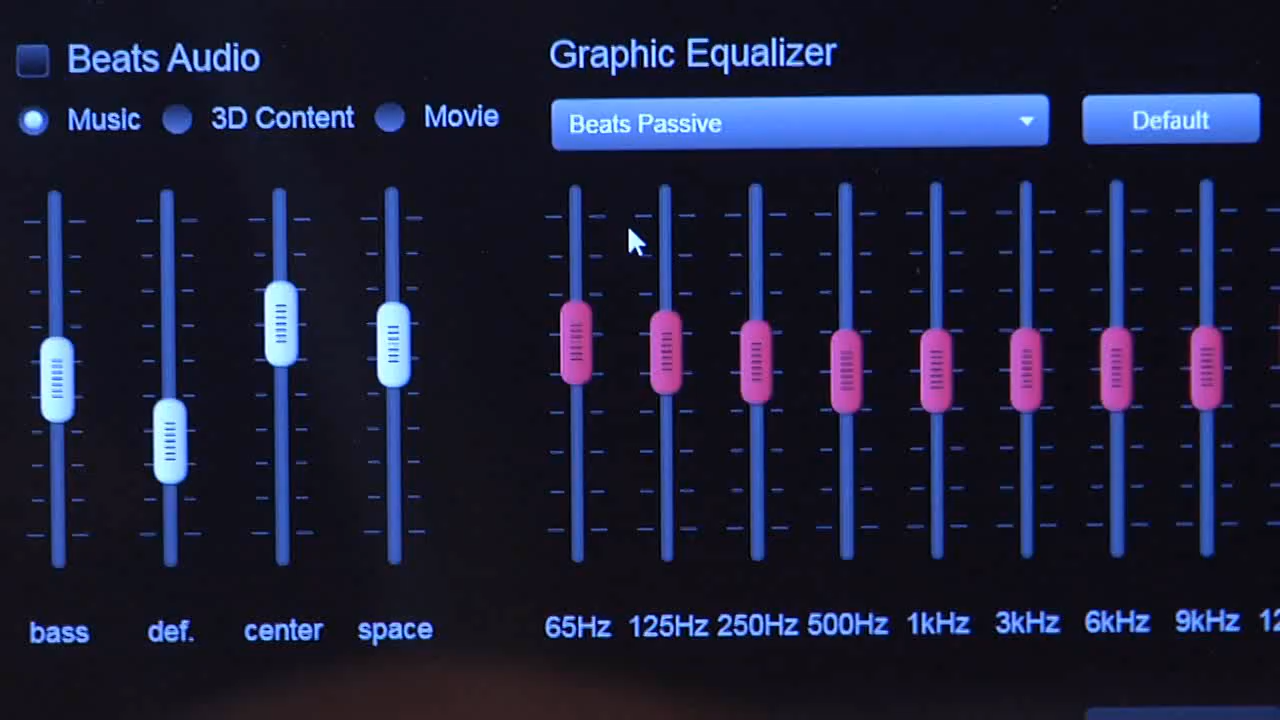 Beats Audio
Music 3D Content Movie
bass def. center space
Graphic Equalizer
Beats Passive Default
65Hz 125Hz 250Hz 500Hz 1kHz 3kHz 6kHz 9kHz